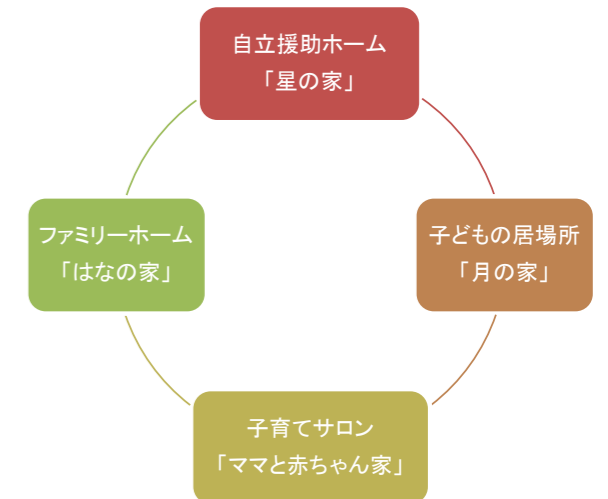 自立援助ホーム
「星の家」
ファミリーホーム
「はなの家」
子どもの居場所
「月の家」
子育てサロン
「ママと赤ちゃん家」